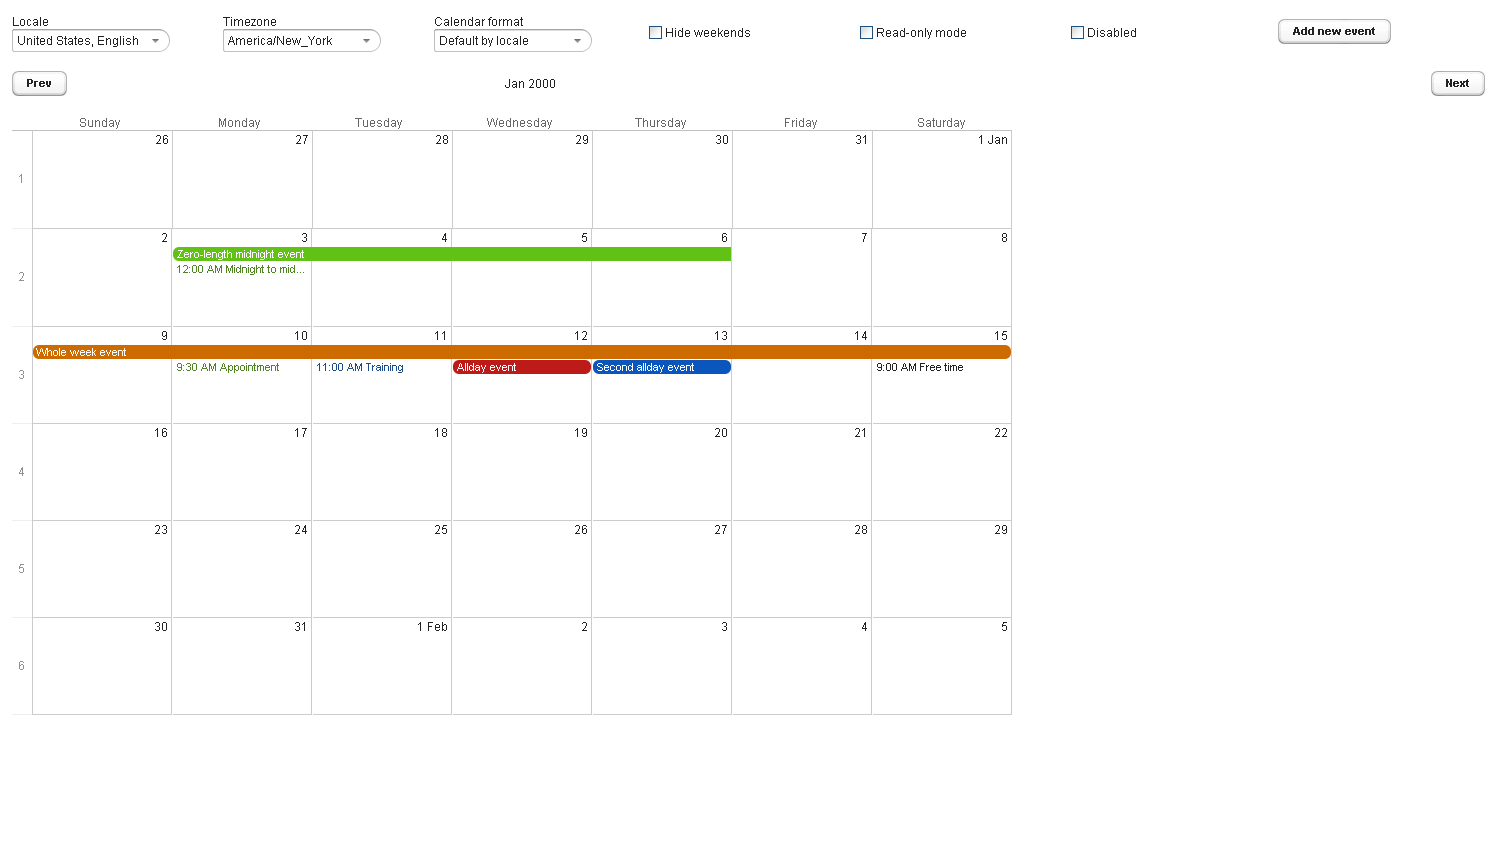 Locale
Timezone
Calendar format
United States, English
America/New_York
Default by locale
Hide weekends
Read-only mode
Disabled
Add new event
Prev
Jan 2000
Next
Sunday Monday Tuesday Wednesday Thursday Friday Saturday
26 27 28 29 30 31 1 Jan
1
2 3 4 5 6 7 8
Zero-length midnight event
12:00 AM Midnight to mid...
2
9 10 11 12 13 14 15
Whole week event
9:30 AM Appointment
11:00 AM Training
Allday event
Second allday event
9:00 AM Free time
3
16 17 18 19 20 21 22
4
23 24 25 26 27 28 29
5
30 31 1 Feb 2 3 4 5
6